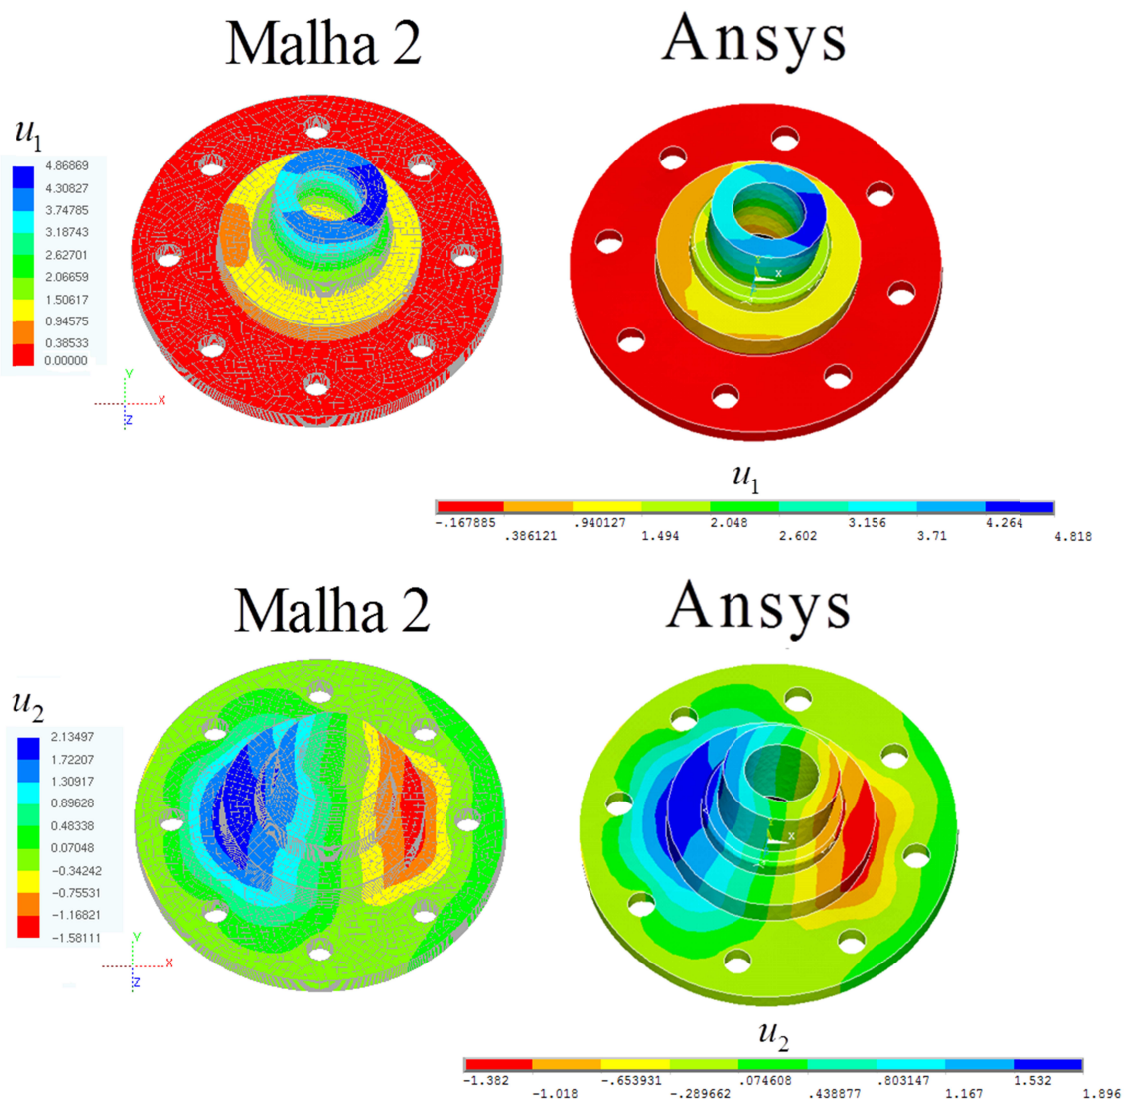 Malha 2
Ansys
u1
4.86869
4.30827
3.74785
3.18743
2.62701
2.06659
1.50617
0.94575
0.38533
0.00000
Y
X
Z
Y
X
u1
-.167885
.386121
.940127
1.494
2.048
2.602
3.156
3.71
4.264
4.818
Malha 2
Ansys
u2
2.13497
1.72207
1.30917
0.89628
0.48338
0.07048
−0.34242
−0.75531
−1.16821
−1.58111
Y
X
Z
X
u2
-1.382
-1.018
-.653931
-.289662
.074608
.438877
.803147
1.167
1.532
1.896